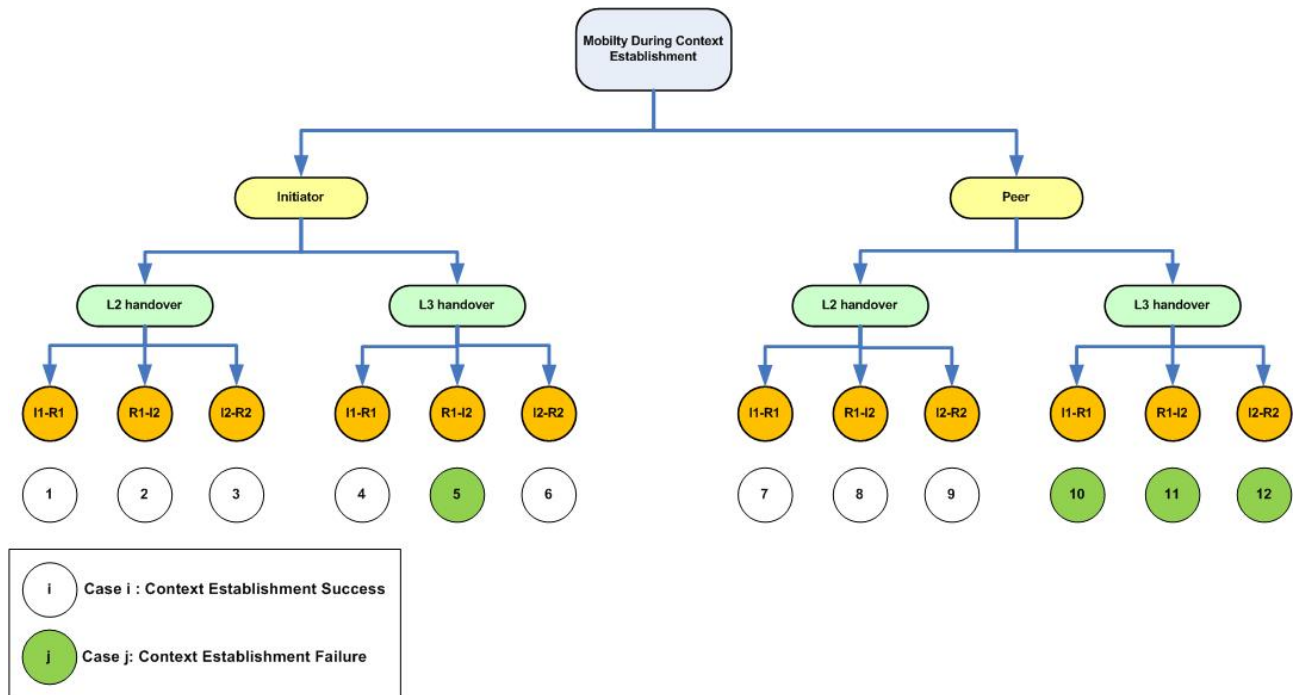 Mobilty During Context
Establishment
Initiator
Peer
L2 handover
L3 handover
L2 handover
L3 handover
I1-R1
R1-I2
I2-R2
I1-R1
R1-I2
I2-R2
I1-R1
R1-I2
I2-R2
I1-R1
R1-I2
I2-R2
1
2
3
4
5
6
7
8
9
10
11
12
i
Case i : Context Establishment Success
j
Case j: Context Establishment Failure